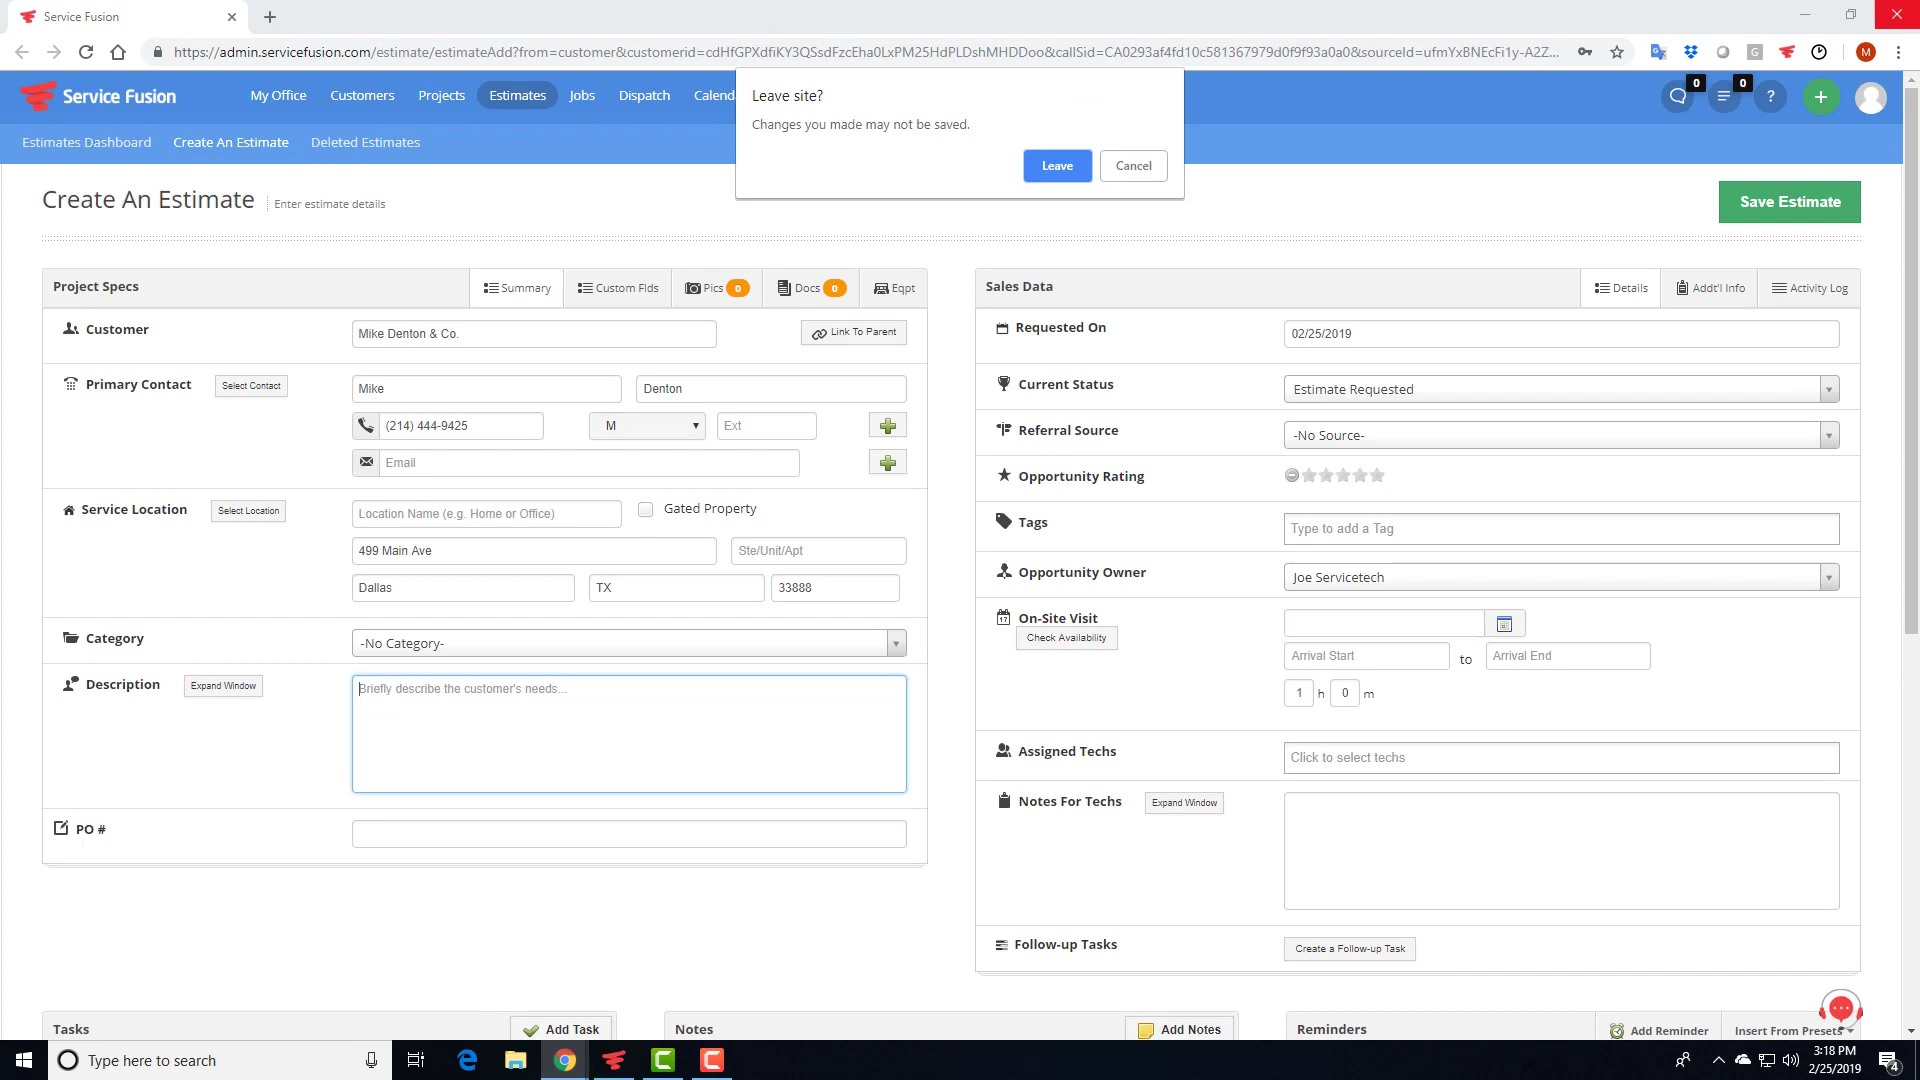 Service Fusion
https://admin.servicefusion.com/estimate/estimateAdd?from=customer&customerid=cdHfGPXdfiKY3QSsdFzcEha0LxPM25HdPLDshMHDDoo&callSid=CA0293af4fd10c581367979d0f9f93a0a0&sourceId=ufmYxBNEcFi1y-A2Z...
M
Service Fusion
My Office
Customers
Projects
Estimates
Jobs
Dispatch
Calend
0
0
?
Leave site?
Changes you made may not be saved.
Leave
Cancel
Estimates Dashboard
Create An Estimate
Deleted Estimates
Create An Estimate
Enter estimate details
Save Estimate
Project Specs
Summary
Custom Flds
Pics 0
Docs 0
Eqpt
Customer
Mike Denton & Co.
Link To Parent
Primary Contact
Select Contact
Mike
Denton
(214) 444-9425
M
Ext
Email
Service Location
Select Location
Location Name (e.g. Home or Office)
Gated Property
499 Main Ave
Ste/Unit/Apt
Dallas
TX
33888
Category
-No Category-
Description
Expand Window
Briefly describe the customer's needs...
PO #
Sales Data
Details
Addt'l Info
Activity Log
Requested On
02/25/2019
Current Status
Estimate Requested
Referral Source
-No Source-
Opportunity Rating
Tags
Type to add a Tag
Opportunity Owner
Joe Servicetech
On-Site Visit
Check Availability
Arrival Start
to
Arrival End
1 h 0 m
Assigned Techs
Click to select techs
Notes For Techs
Expand Window
Follow-up Tasks
Create a Follow-up Task
Tasks
Add Task
Notes
Add Notes
Reminders
Add Reminder
Insert From Presets
Type here to search
3:18 PM
2/25/2019
4